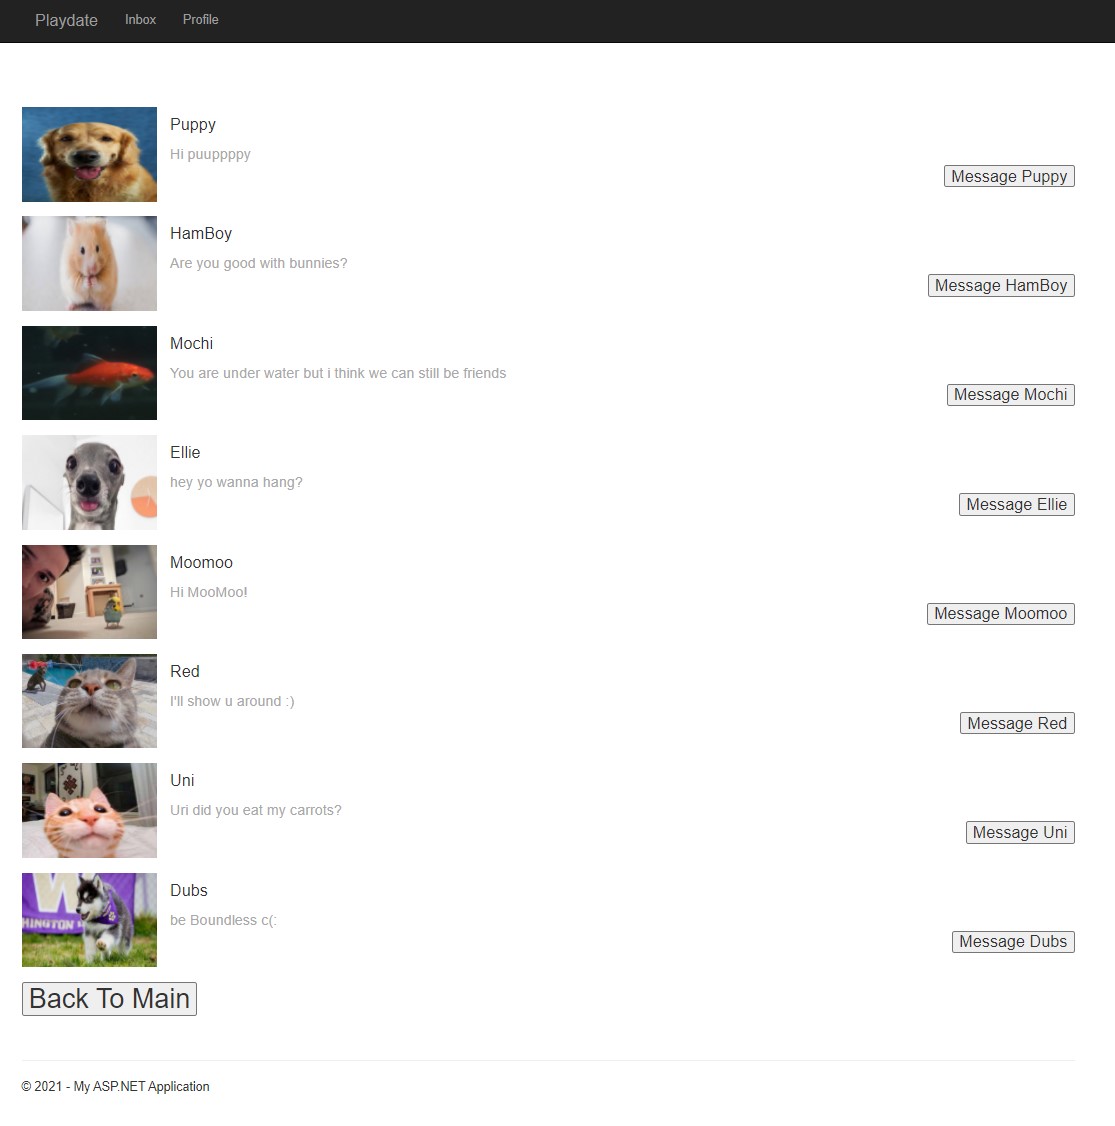 Playdate Inbox Profile
Puppy
Hi puuppppy
Message Puppy
HamBoy
Are you good with bunnies?
Message HamBoy
Mochi
You are under water but i think we can still be friends
Message Mochi
Ellie
hey yo wanna hang?
Message Ellie
Moomoo
Hi MooMoo!
Message Moomoo
Red
I'll show u around :)
Message Red
Uni
Uri did you eat my carrots?
Message Uni
W
HINGTON
Dubs
be Boundless c(:
Message Dubs
Back To Main
© 2021 - My ASP.NET Application